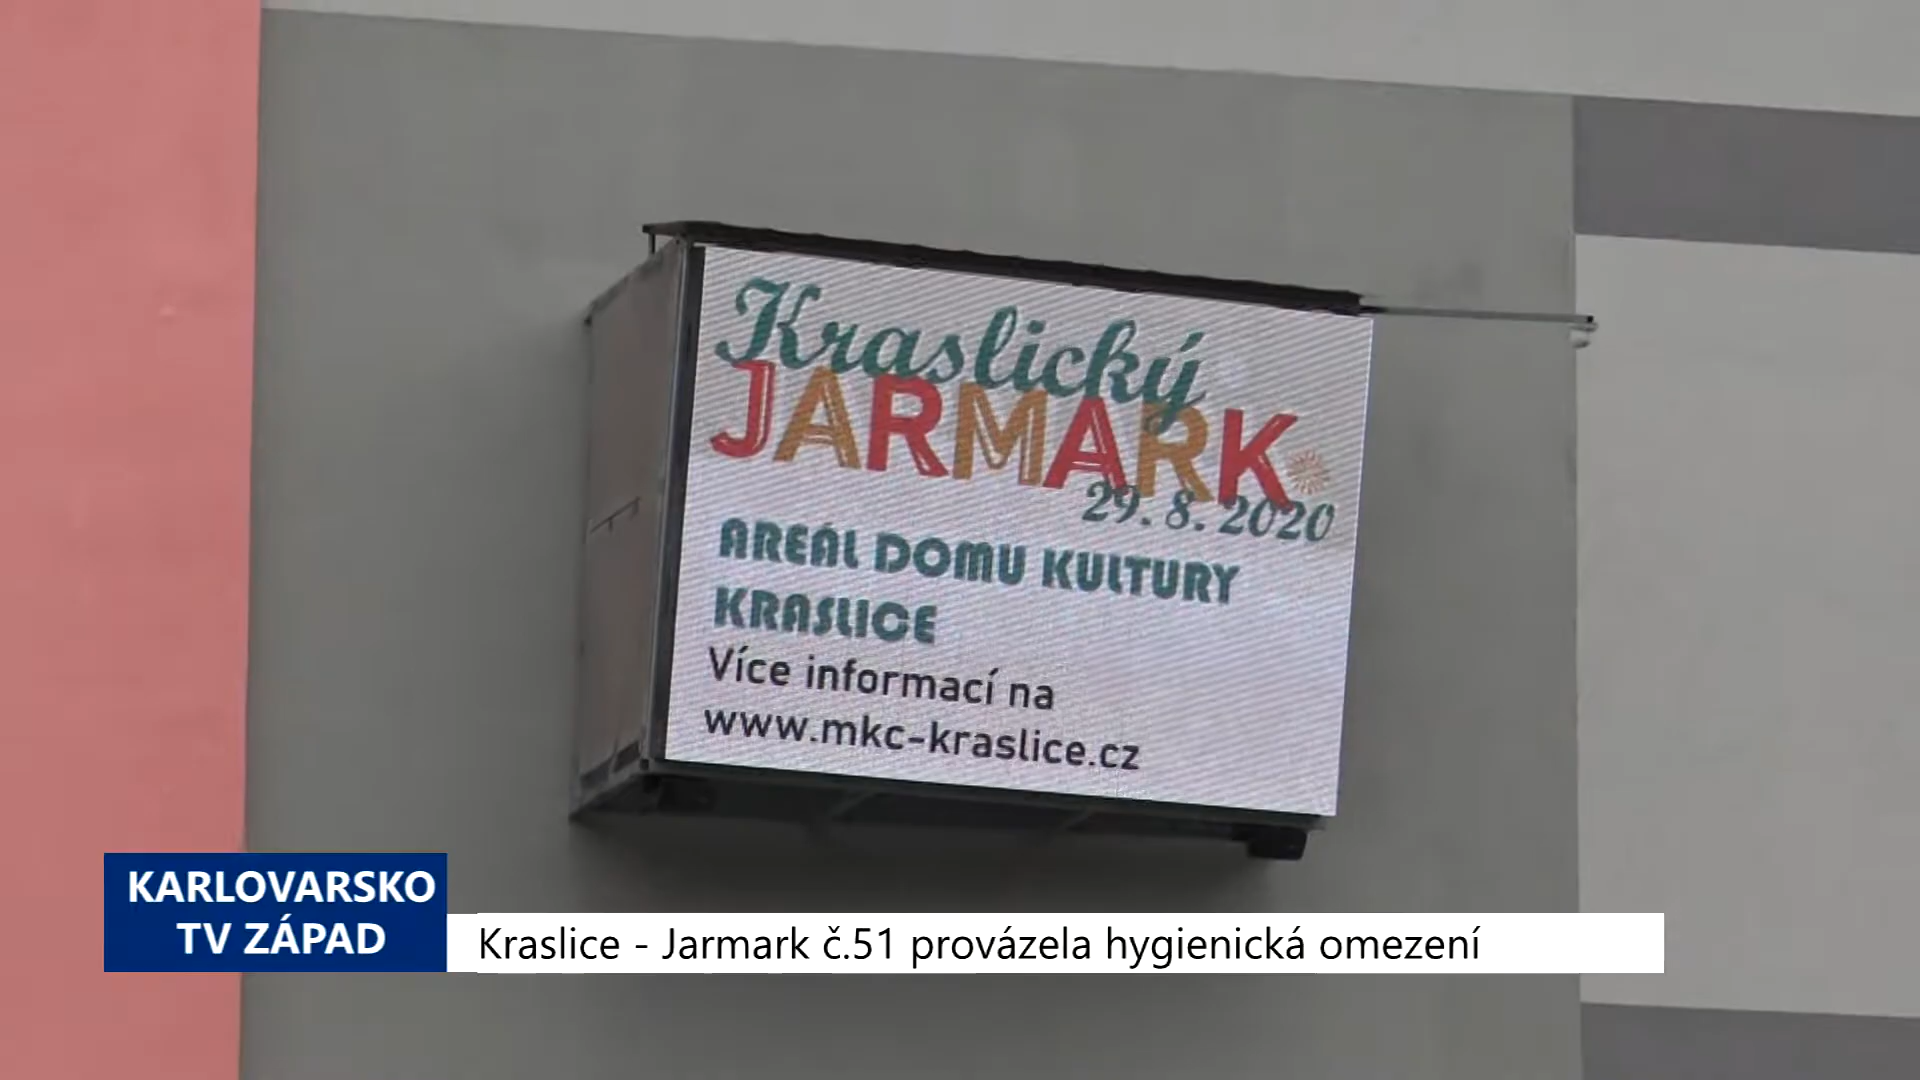 Kraslický
JARMARK
29. 8. 2020
AREÁL DOMU KULTURY
KRASLICE
Více informací na
www.mkc-kraslice.cz
KARLOVARSKO
TV ZÁPAD
Kraslice - Jarmark č.51 provázela hygienická omezení